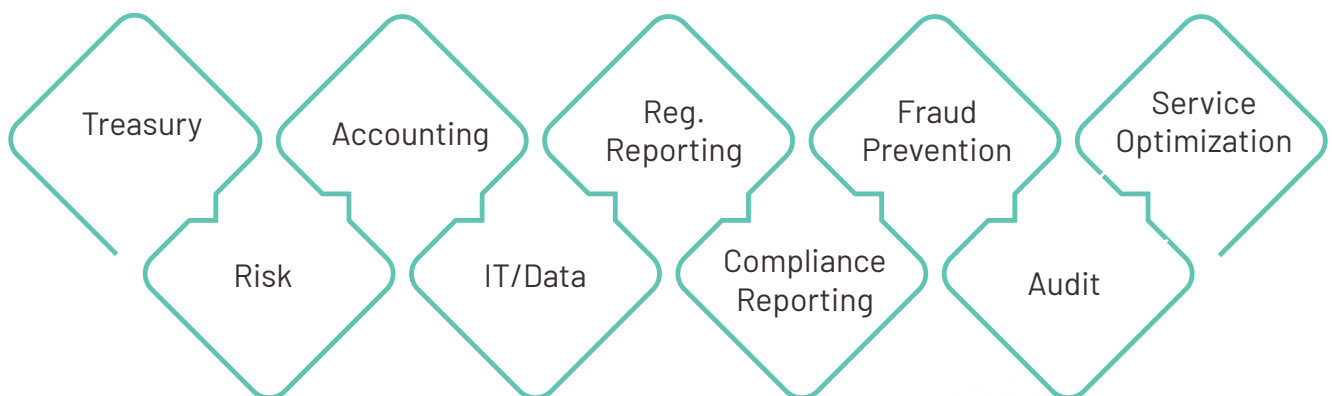 Treasury
Accounting
Reg.
Reporting
Fraud
Prevention
Service
Optimization
Risk
IT/Data
Compliance
Reporting
Audit